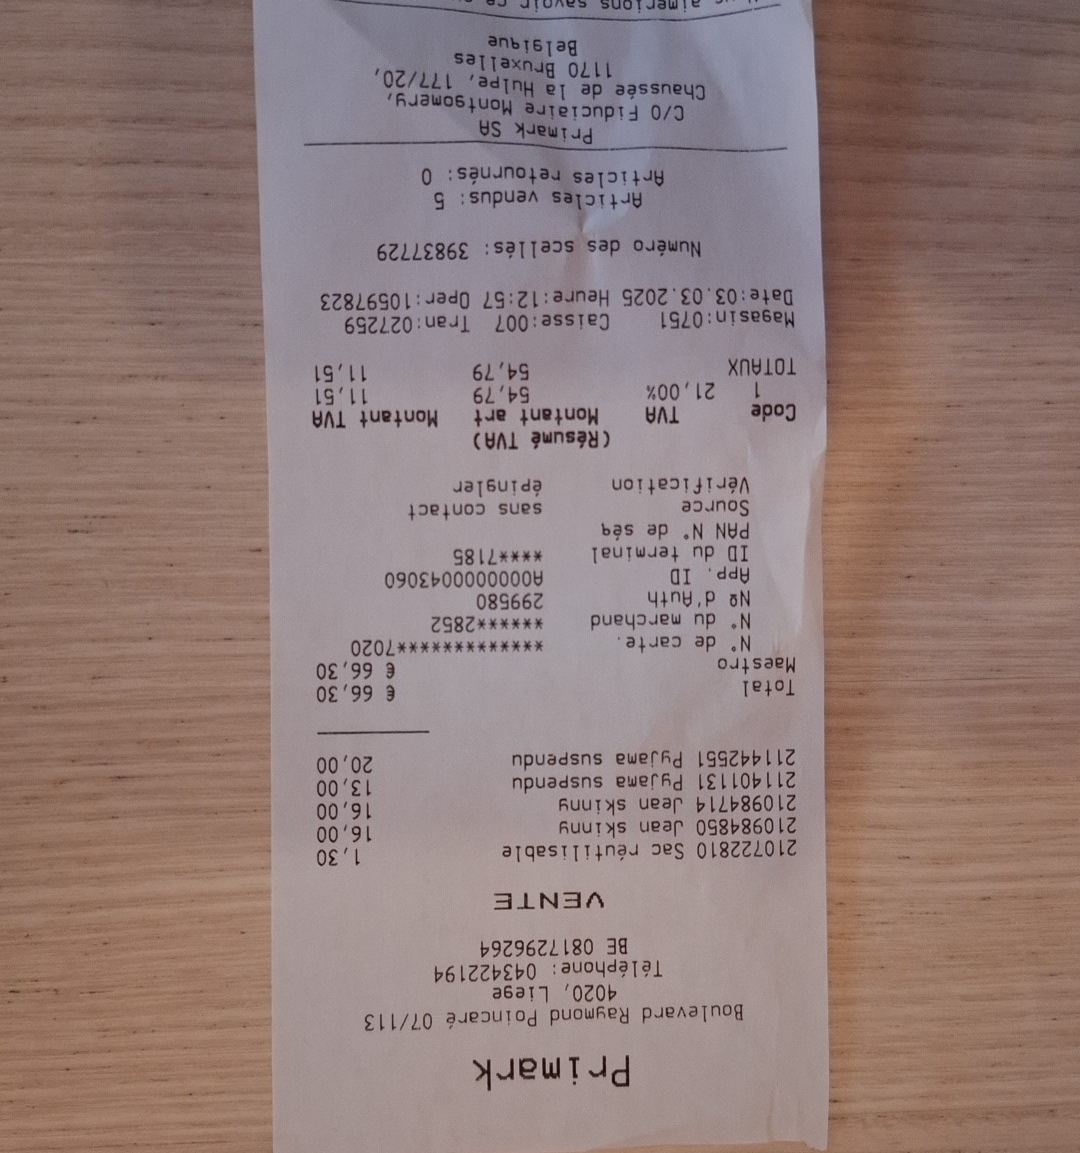 Primark
Boulevard Raymond Poincaré 07/113
4020, Liege
Téléphone: 043422194
BE 0817296264
VENTE
210722810 Sac réutilisable 1,30
210984850 Jean skinny 16,00
210984714 Jean skinny 16,00
211401131 Pyjama suspendu 13,00
211442551 Pyjama suspendu 20,00
Total € 66,30
Maestro € 66,30
N° de carte. ***************7020
N° du marchand *******2852
Nº d'Auth 299580
App. ID A0000000043060
ID du terminal ****7185
PAN N° de séq
Source sans contact
Vérification épingler
(Résumé TVA)
Code TVA Montant art Montant TVA
1 21,00% 54,79 11,51
TOTAUX 54,79 11,51
Magasin:0751 Caisse:007 Tran:027259
Date:03.03.2025 Heure:12:57 Oper:10597823
Numéro des scellés: 39837729
Articles vendus: 5
Articles retournés: 0
Primark SA
C/O Fiduciaire Montgomery,
Chaussée de la Hulpe, 177/20,
1170 Bruxelles
Belgique
aimerions savoir ce